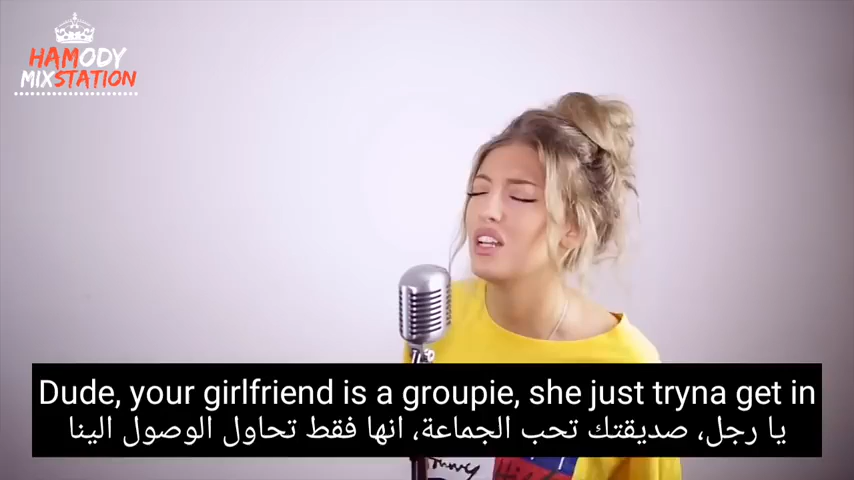 HAMODY
MIXSTATION
Dude, your girlfriend is a groupie, she just tryna get in
يا رجل، صديقتك تحب الجماعة، انها فقط تحاول الوصول الينا